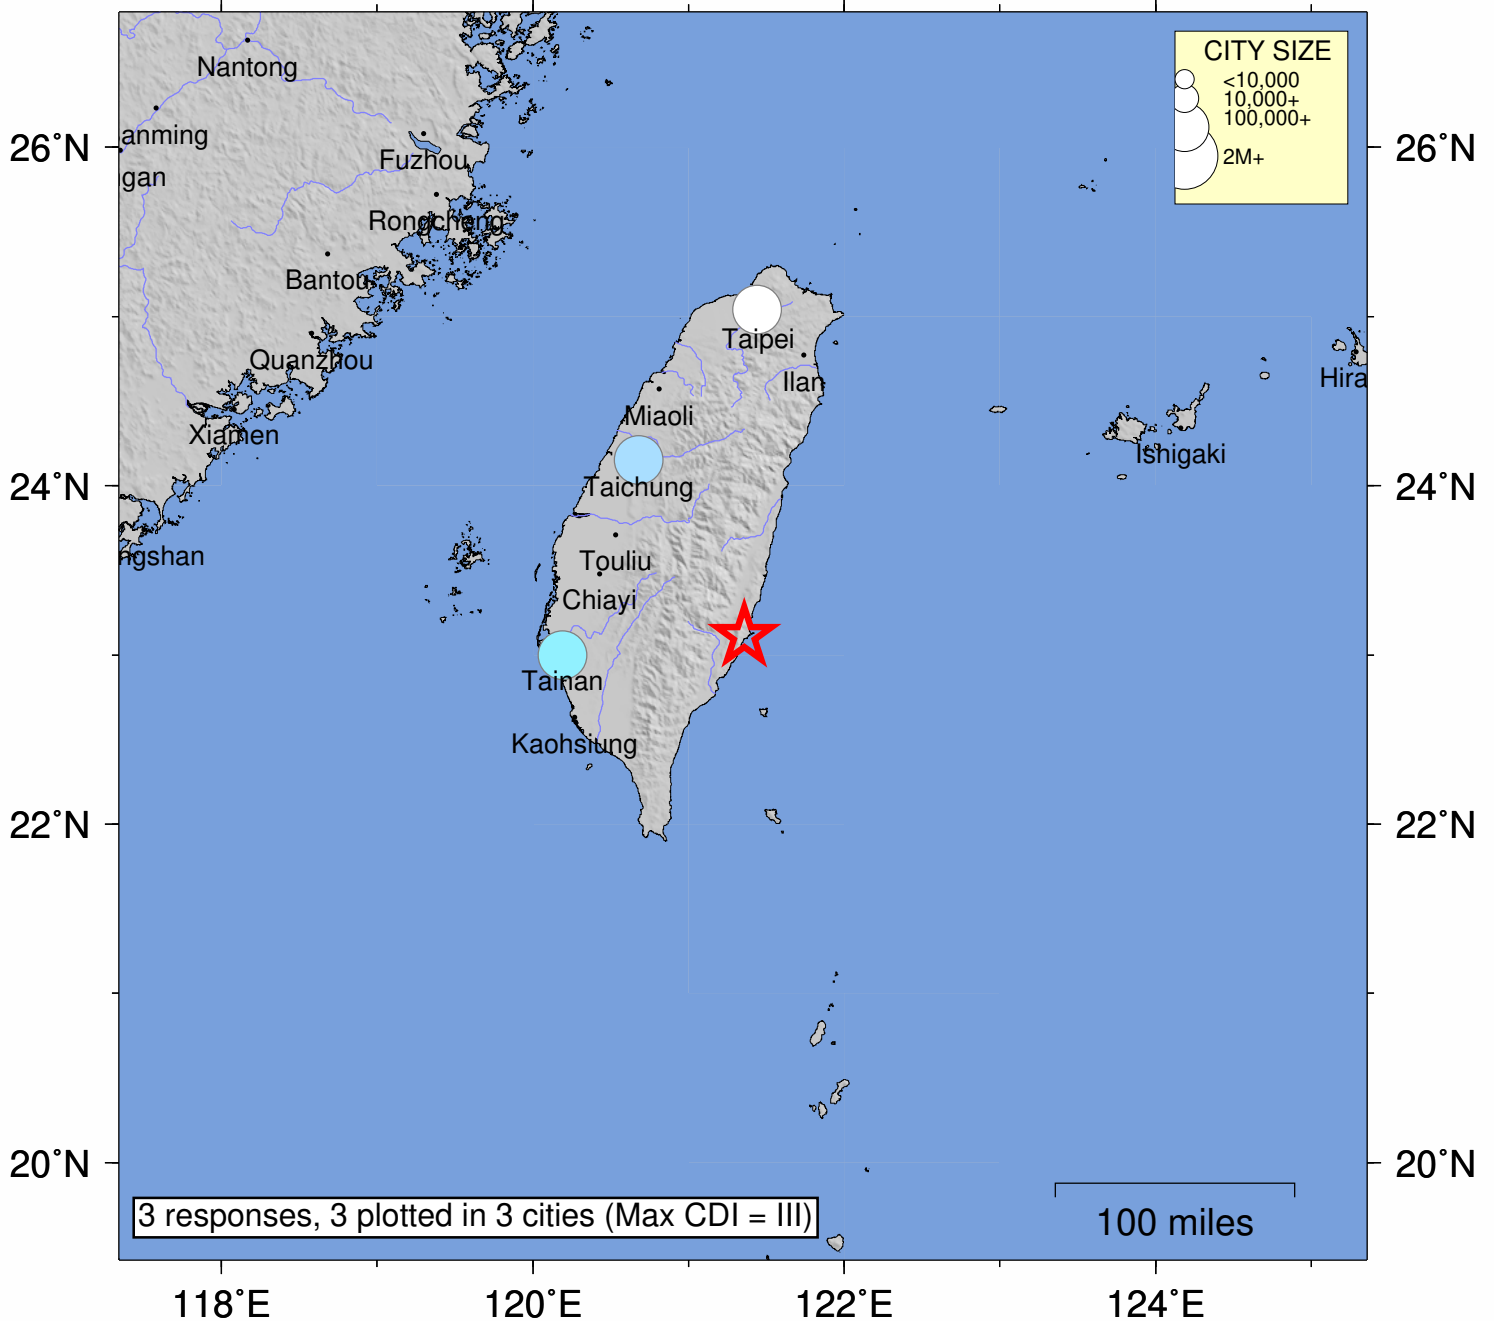 CITY SIZE
<10,000
10,000+
100,000+
2M+
Nantong
anming
26°N
Fuzhou
26°N
gan
Rongcheng
Bantou
Taipei
Quanzhou
Ilan
Hira
Miaoli
Xiamen
Ishigaki
24°N
Taichung
24°N
ngshan
Touliu
Chiayi
Tainan
Kaohsiung
22°N
22°N
20°N
20°N
3 responses, 3 plotted in 3 cities (Max CDI = III)
100 miles
118°E
120°E
122°E
124°E